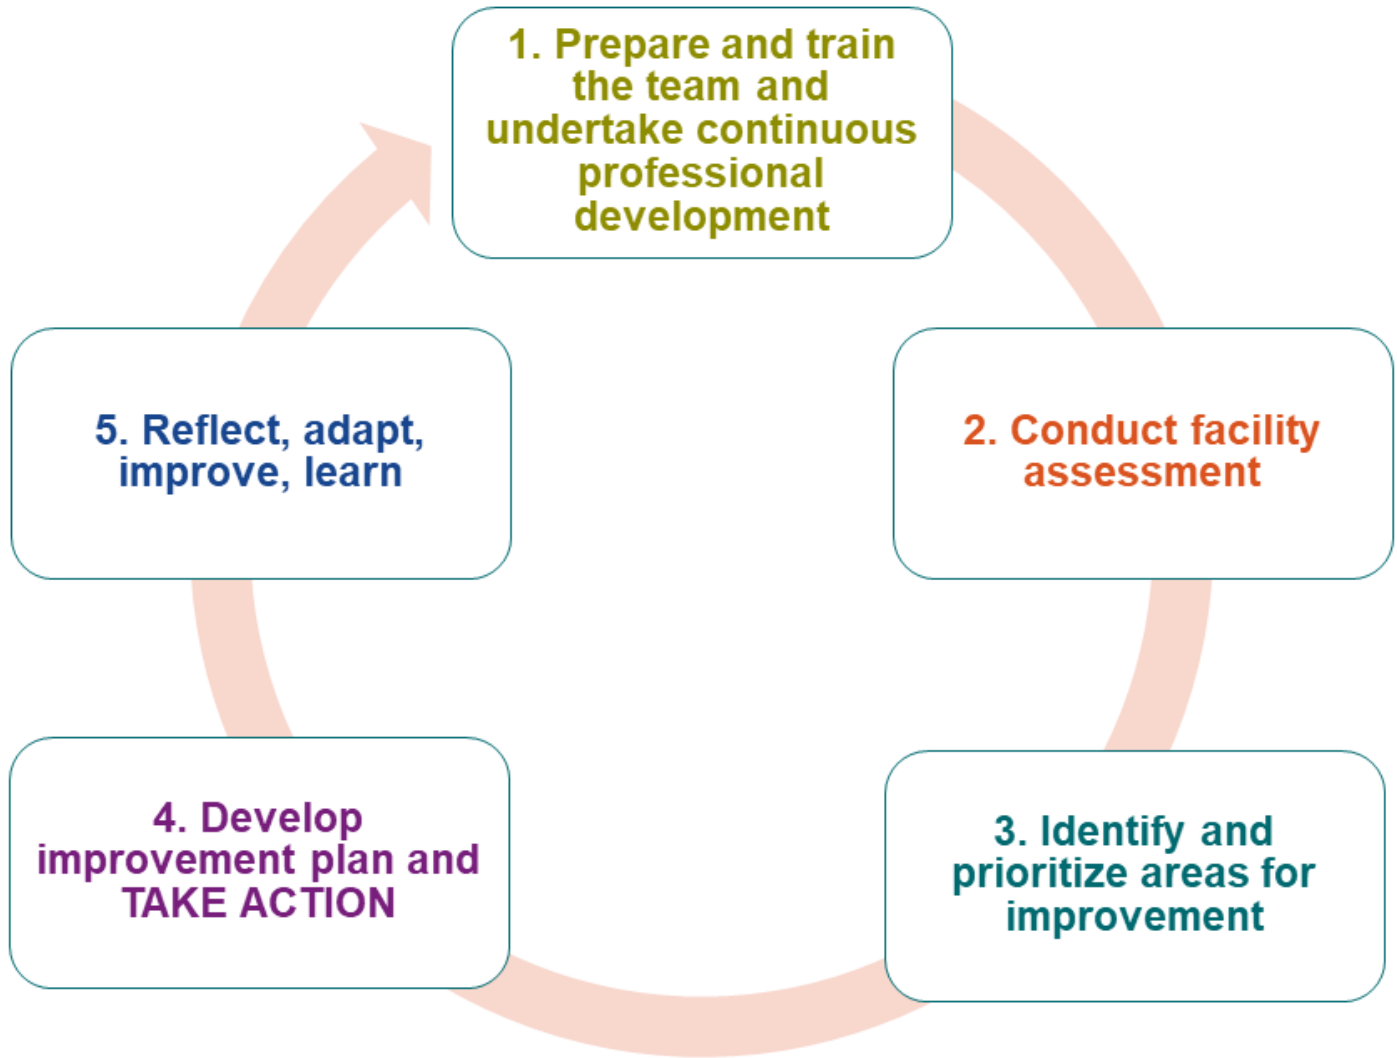 1. Prepare and train
the team and
undertake continuous
professional
development
2. Conduct facility
assessment
3. Identify and
prioritize areas for
improvement
4. Develop
improvement plan and
TAKE ACTION
5. Reflect, adapt,
improve, learn